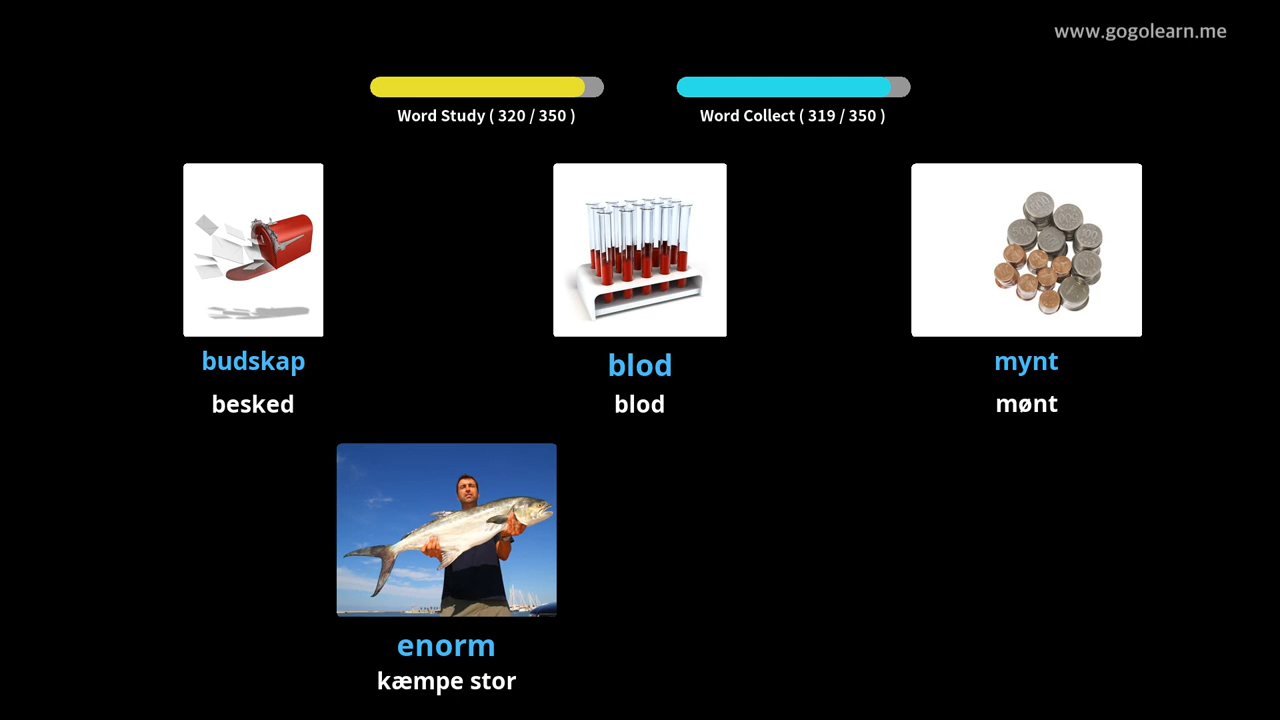 www.gogolearn.me
Word Study ( 320 / 350 )
Word Collect ( 319 / 350 )
budskap
besked
blod
blod
mynt
mønt
enorm
kæmpe stor